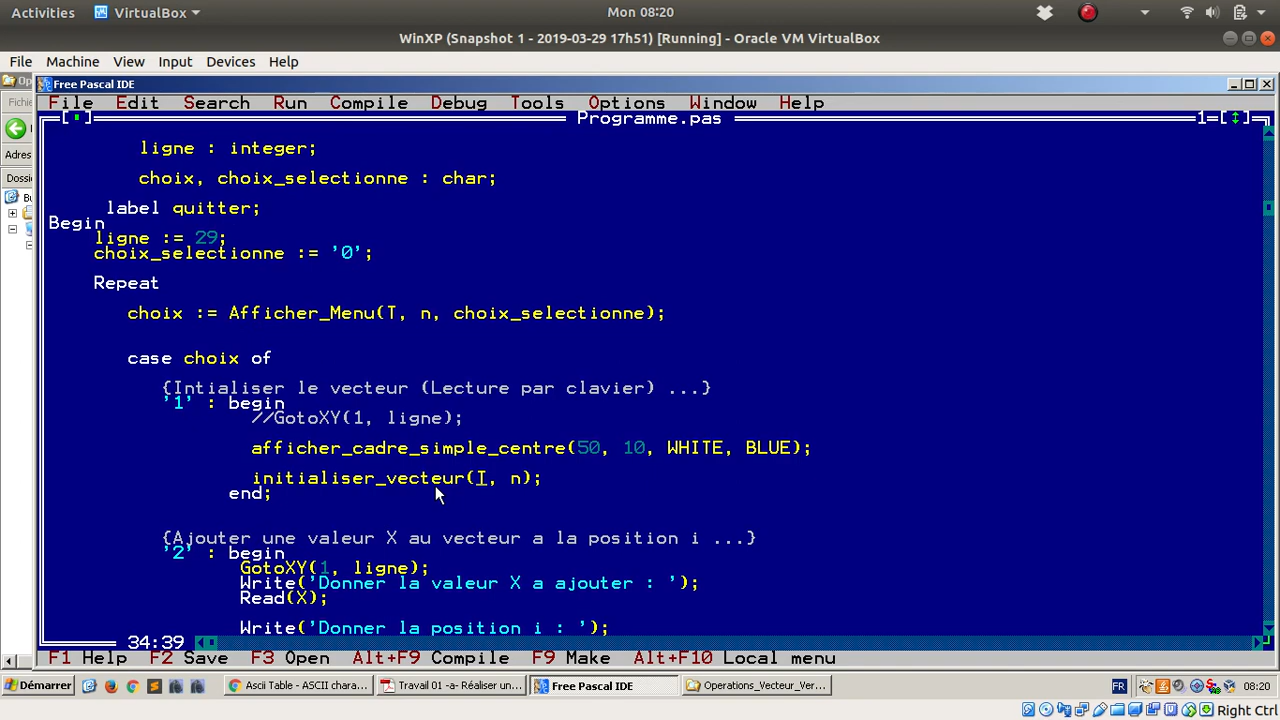 Activities VirtualBox Mon 08:20
WinXP (Snapshot 1 - 2019-03-29 17h51) [Running] - Oracle VM VirtualBox
File Machine View Input Devices Help
Op Free Pascal IDE
Fichie File Edit Search Run Compile Debug Tools Options Window Help
Programme.pas 1
ligne : integer;
Adres
choix, choix_selectionne : char;
Dossie
label quitter;
Bu
Begin
ligne := 29;
choix_selectionne := '0';
Repeat
choix := Afficher_Menu(T, n, choix_selectionne);
case choix of
{Intialiser le vecteur (Lecture par clavier) ...}
'1' : begin
//GotoXY(1, ligne);
afficher_cadre_simple_centre(50, 10, WHITE, BLUE);
initialiser_vecteur(T, n);
end;
{Ajouter une valeur X au vecteur a la position i ...}
'2' : begin
GotoXY(1, ligne);
Write('Donner la valeur X a ajouter : ');
Read(X);
Write('Donner la position i : ');
34:39
F1 Help F2 Save F3 Open Alt+F9 Compile F9 Make Alt+F10 Local menu
Démarrer Ascii Table - ASCII chara... Travail 01 -a- Réaliser un... Free Pascal IDE Operations_Vecteur_Ver... FR 08:20
Right Ctrl